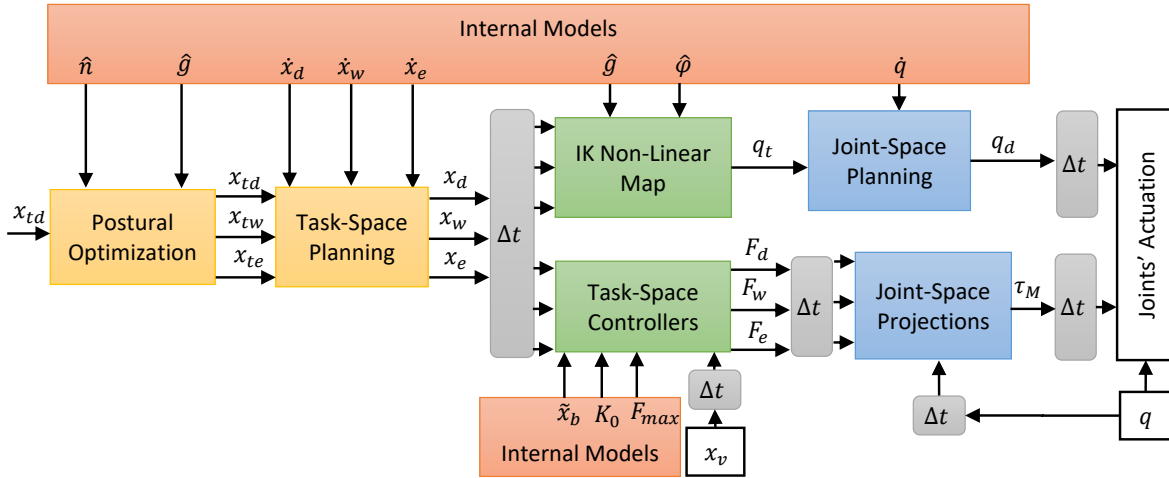 Internal Models
n̂ ĝ ẋ_d ẋ_w ẋ_e ĝ φ̂ q̇
x_td
Postural
Optimization
x_td
x_tw
x_te
Task-Space
Planning
x_d
x_w
x_e
Δt
IK Non-Linear
Map
q_t
Joint-Space
Planning
q_d
Δt
Joints' Actuation
Task-Space
Controllers
F_d
F_w
F_e
Δt
Joint-Space
Projections
τ_M
Δt
x̃_b K_0 F_max
Internal Models
Δt
x_v
Δt
q